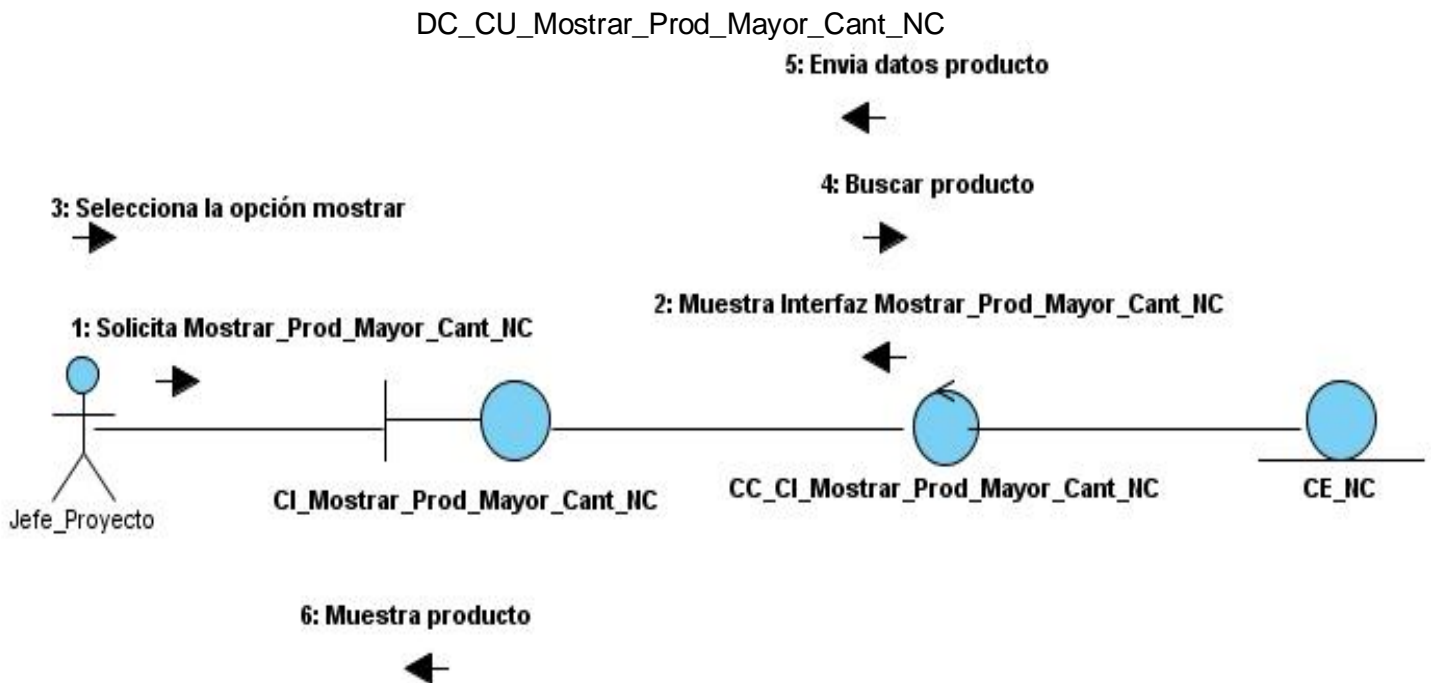 DC_CU_Mostrar_Prod_Mayor_Cant_NC
5: Envia datos producto
4: Buscar producto
3: Selecciona la opción mostrar
2: Muestra Interfaz Mostrar_Prod_Mayor_Cant_NC
1: Solicita Mostrar_Prod_Mayor_Cant_NC
CI_Mostrar_Prod_Mayor_Cant_NC
CC_CI_Mostrar_Prod_Mayor_Cant_NC
CE_NC
Jefe_Proyecto
6: Muestra producto